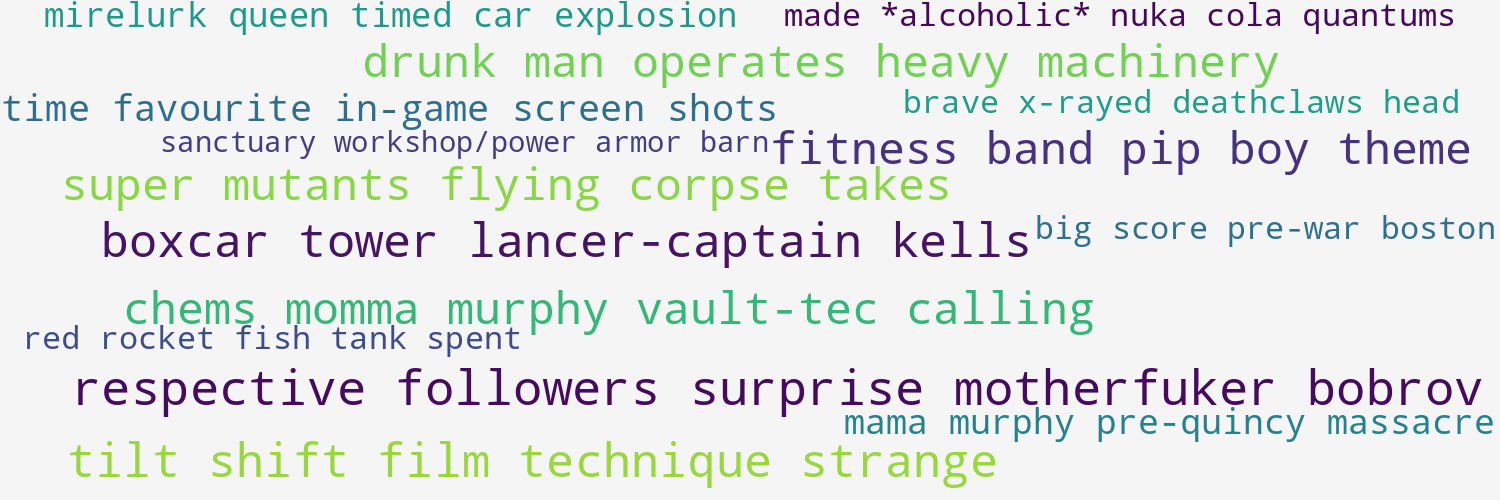 mirelurk queen timed car explosion
made *alcoholic* nuka cola quantums
drunk man operates heavy machinery
time favourite in-game screen shots
brave x-rayed deathclaws head
sanctuary workshop/power armor barn
fitness band pip boy theme
super mutants flying corpse takes
boxcar tower lancer-captain kells
big score pre-war boston
chems momma murphy vault-tec calling
red rocket fish tank spent
respective followers surprise motherfuker bobrov
mama murphy pre-quincy massacre
tilt shift film technique strange